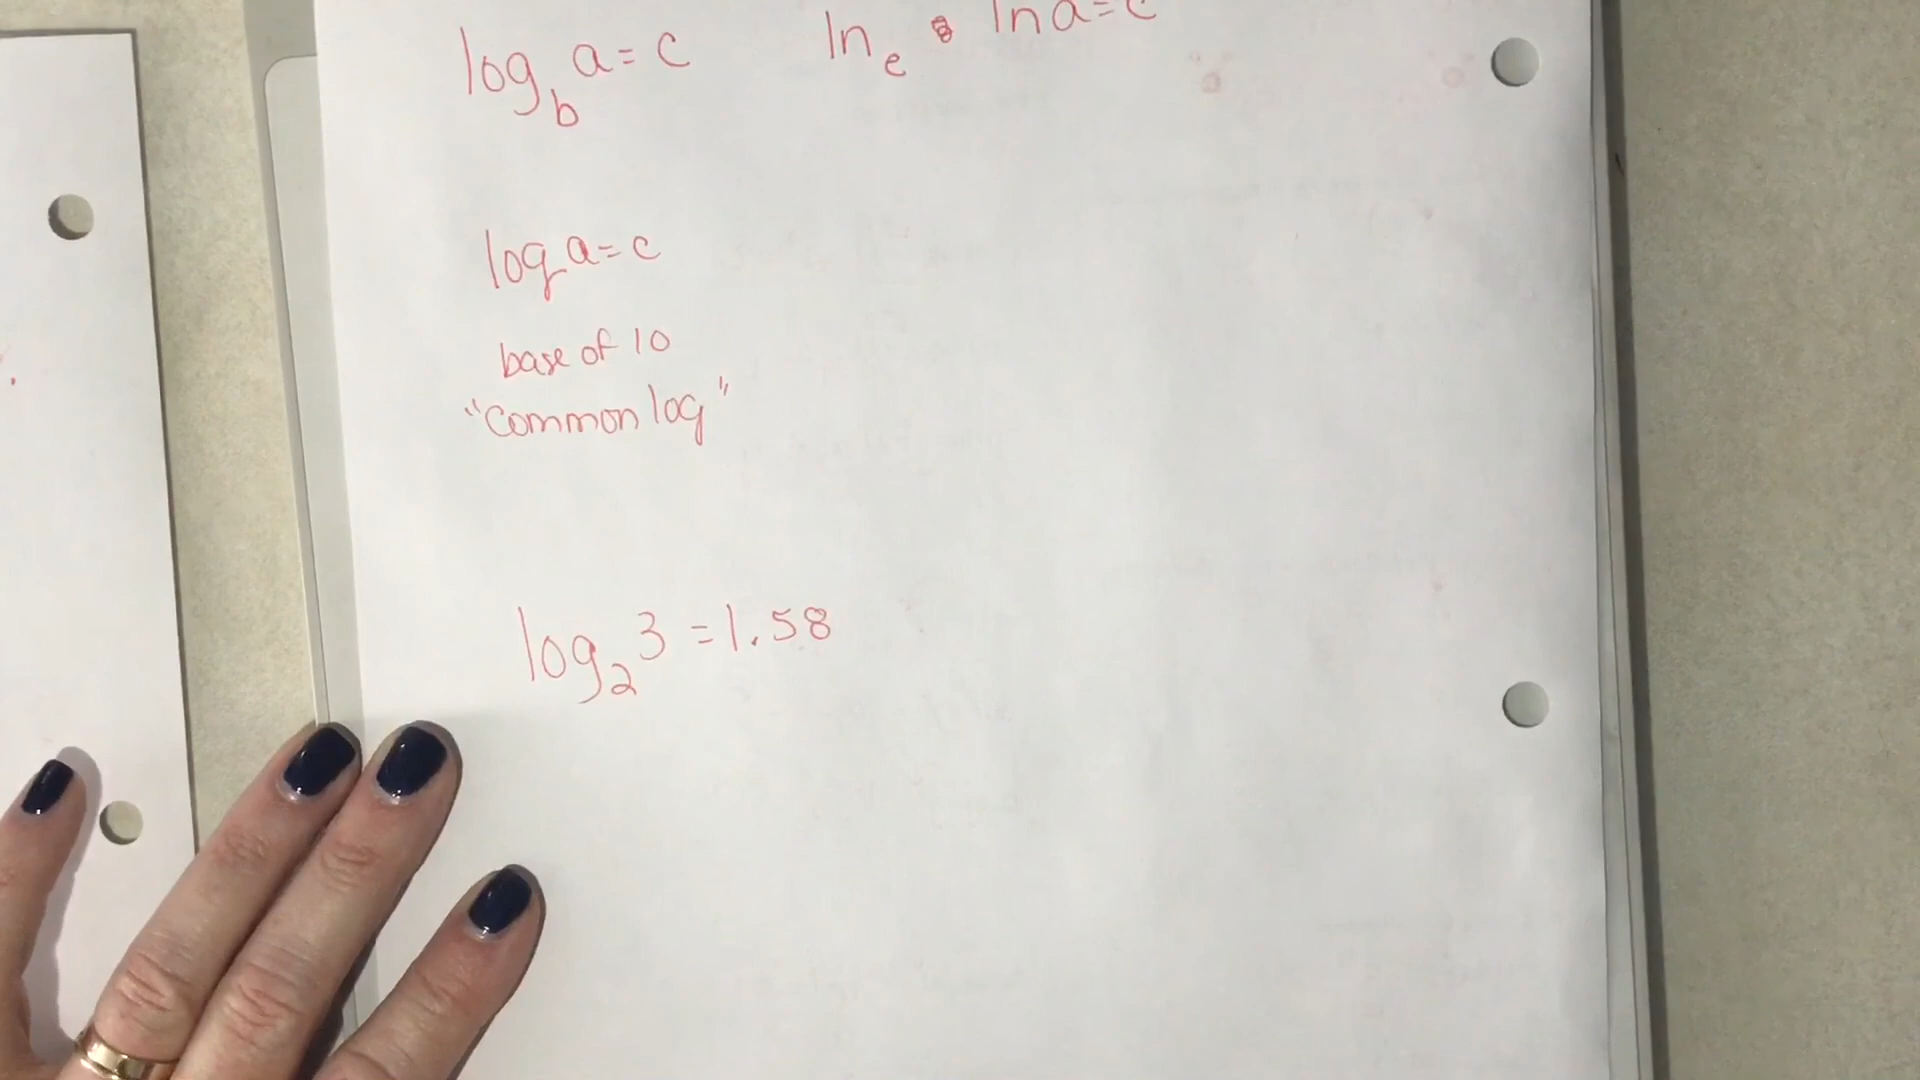 log_b a = c
ln_e ln a = c
log a = c
base of 10
"common log"
log_2 3 = 1.58